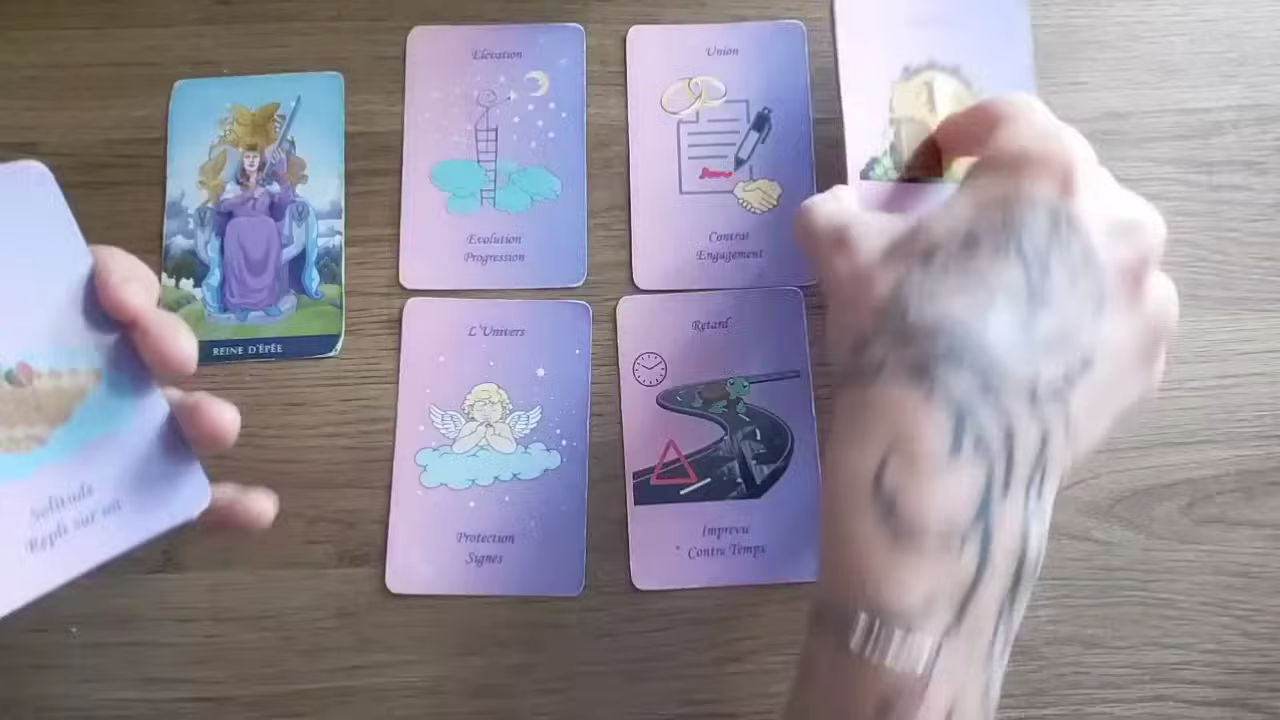 REINE D'ÉPÉE
Elevation
Evolution
Progression
Union
Contrat
Engagement
L'Univers
Protection
Signes
Retard
Imprevu
Contre Temps
Solitude
Repli sur soi